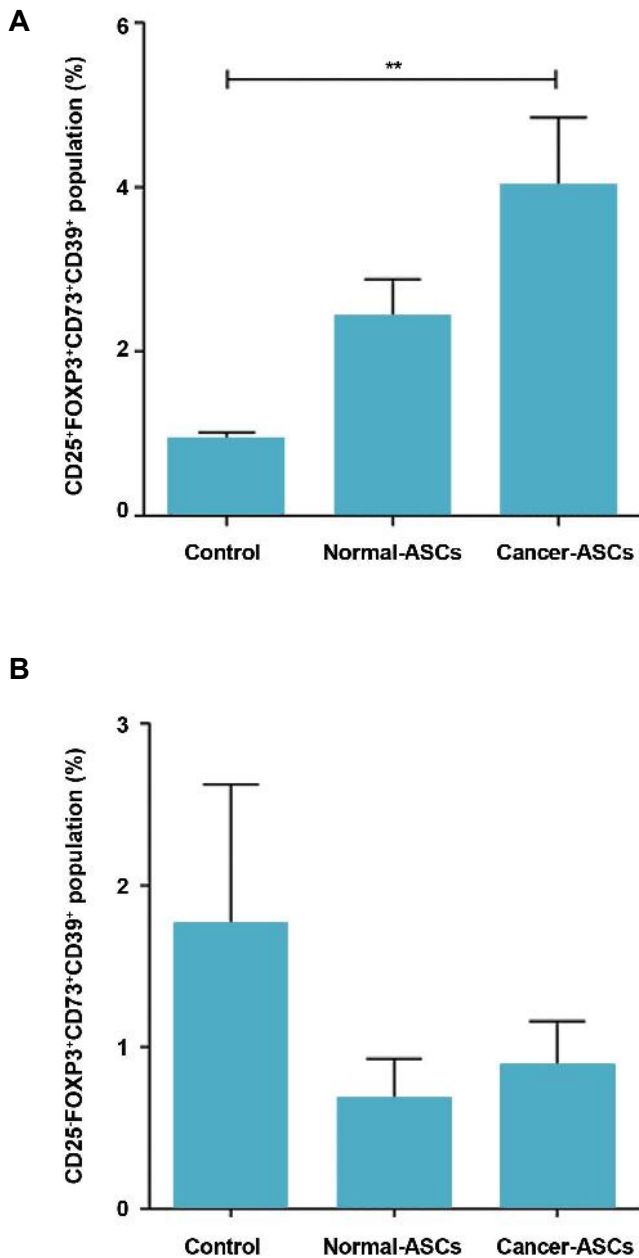 A
CD25⁺FOXP3⁺CD73⁺CD39⁺ population (%)
6
4
2
0
**
Control Normal-ASCs Cancer-ASCs
B
CD25⁻FOXP3⁺CD73⁺CD39⁺ population (%)
3
2
1
0
Control Normal-ASCs Cancer-ASCs